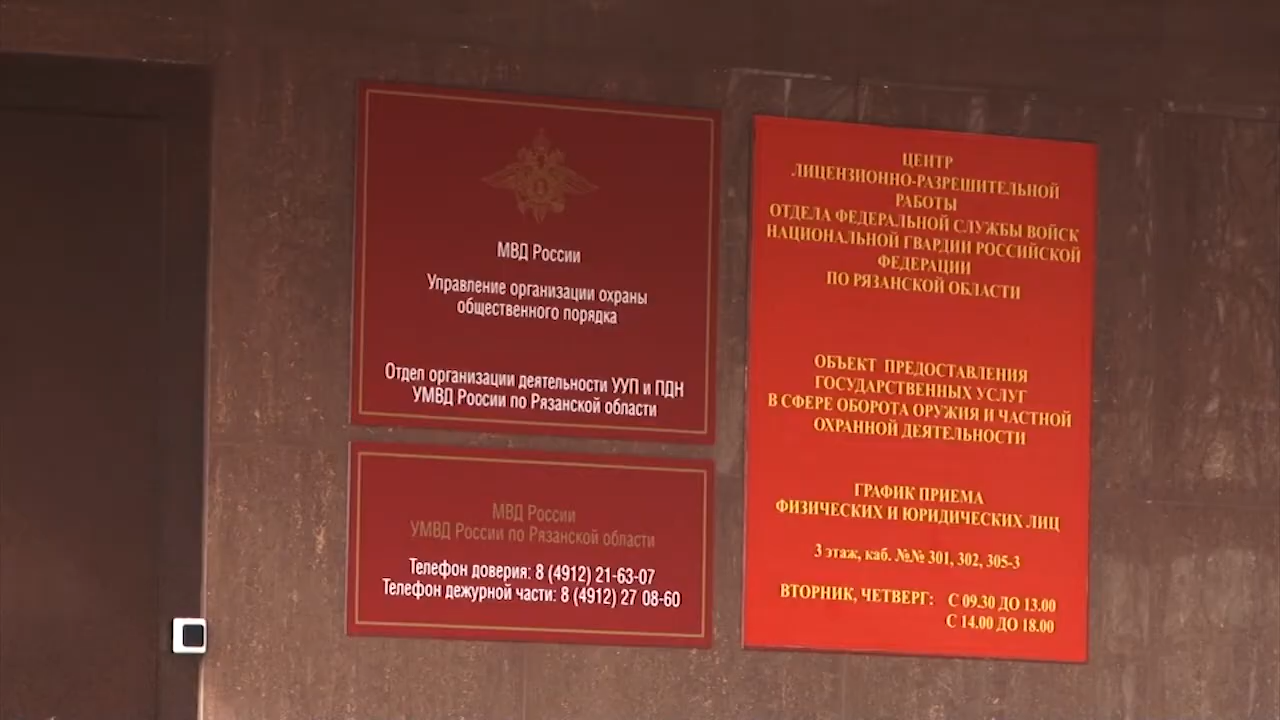 МВД России
Управление организации охраны
общественного порядка
Отдел организации деятельности УУП и ПДН
УМВД России по Рязанской области
МВД России
УМВД России по Рязанской области
Телефон доверия: 8 (4912) 21-63-07
Телефон дежурной части: 8 (4912) 27 08-60
ЦЕНТР
ЛИЦЕНЗИОННО-РАЗРЕШИТЕЛЬНОЙ
РАБОТЫ
ОТДЕЛА ФЕДЕРАЛЬНОЙ СЛУЖБЫ ВОЙСК
НАЦИОНАЛЬНОЙ ГВАРДИИ РОССИЙСКОЙ
ФЕДЕРАЦИИ
ПО РЯЗАНСКОЙ ОБЛАСТИ
ОБЪЕКТ ПРЕДОСТАВЛЕНИЯ
ГОСУДАРСТВЕННЫХ УСЛУГ
В СФЕРЕ ОБОРОТА ОРУЖИЯ И ЧАСТНОЙ
ОХРАННОЙ ДЕЯТЕЛЬНОСТИ
ГРАФИК ПРИЕМА
ФИЗИЧЕСКИХ И ЮРИДИЧЕСКИХ ЛИЦ
3 этаж, каб. №№ 301, 302, 305-3
ВТОРНИК, ЧЕТВЕРГ: С 09.30 ДО 13.00
С 14.00 ДО 18.00